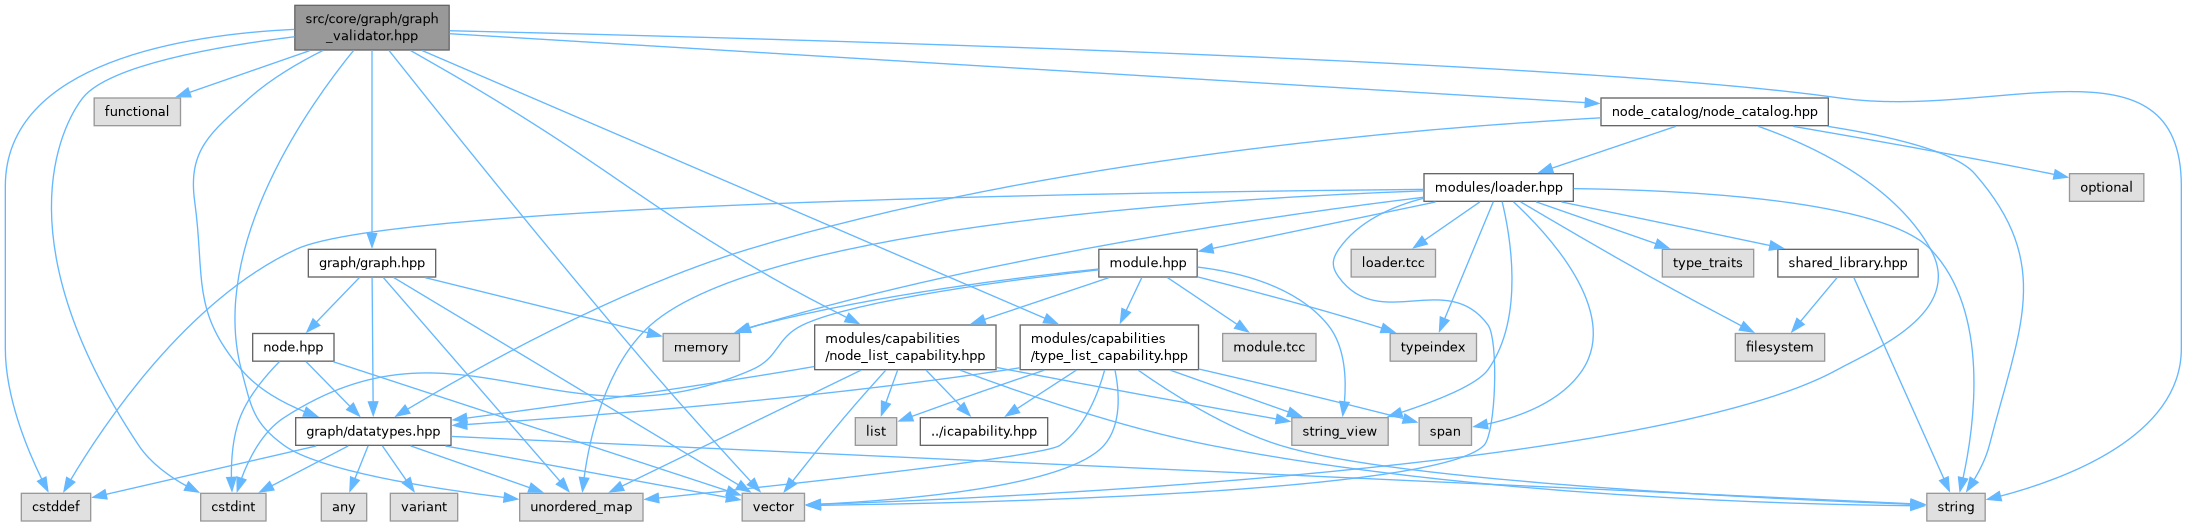 src/core/graph/graph
_validator.hpp
functional
node_catalog/node_catalog.hpp
modules/loader.hpp
optional
graph/graph.hpp
module.hpp
loader.tcc
type_traits
shared_library.hpp
node.hpp
memory
modules/capabilities
/node_list_capability.hpp
modules/capabilities
/type_list_capability.hpp
module.tcc
typeindex
filesystem
graph/datatypes.hpp
list
../icapability.hpp
string_view
span
cstddef
cstdint
any
variant
unordered_map
vector
string